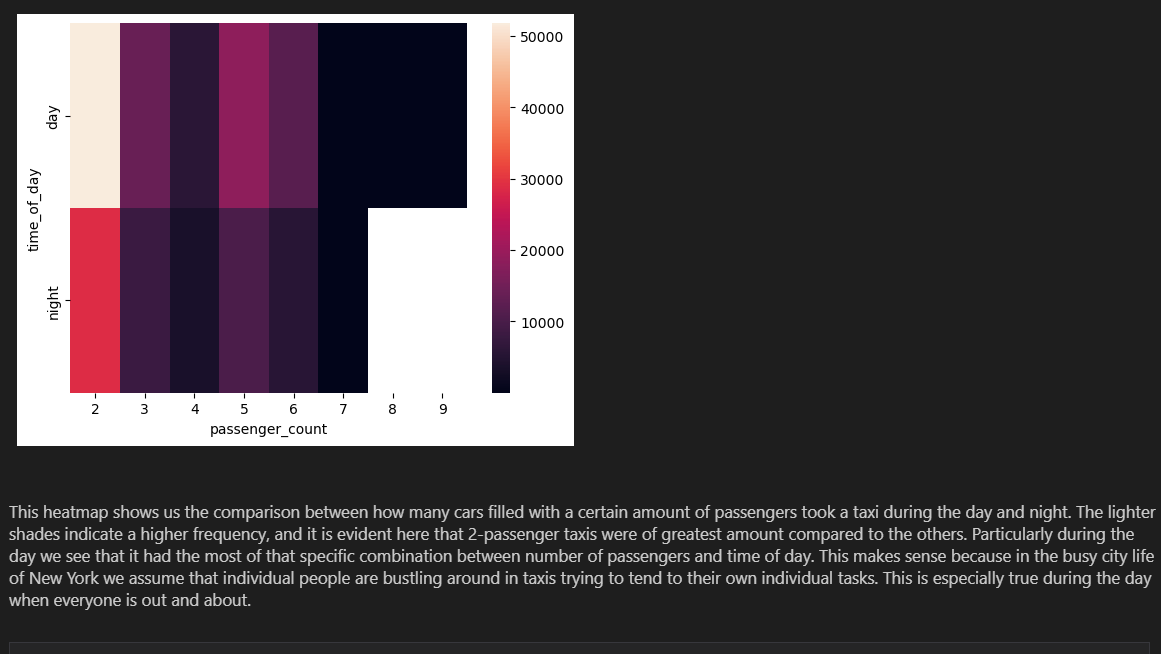 50000
day
40000
30000
time_of_day
20000
night
10000
2 3 4 5 6 7 8 9
passenger_count
This heatmap shows us the comparison between how many cars filled with a certain amount of passengers took a taxi during the day and night. The lighter
shades indicate a higher frequency, and it is evident here that 2-passenger taxis were of greatest amount compared to the others. Particularly during the
day we see that it had the most of that specific combination between number of passengers and time of day. This makes sense because in the busy city life
of New York we assume that individual people are bustling around in taxis trying to tend to their own individual tasks. This is especially true during the day
when everyone is out and about.